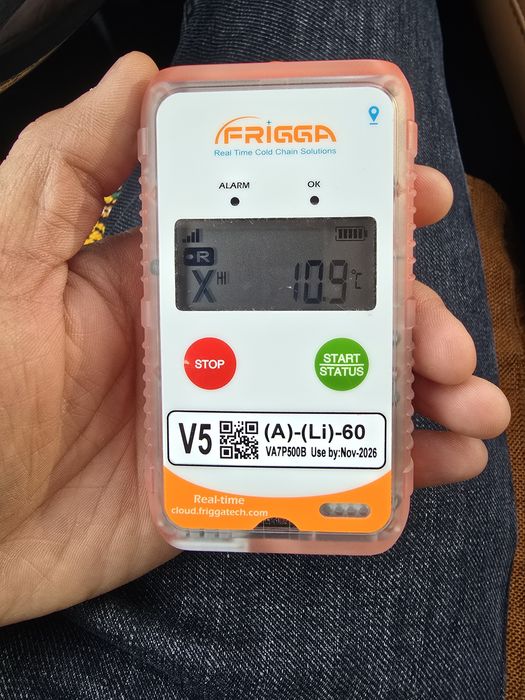 FRIGGA
Real Time Cold Chain Solutions
ALARM OK
R
X HI 10.9 °C
STOP
START
STATUS
V5 (A)-(Li)-60
VA7P500B Use by:Nov-2026
Real-time
cloud.friggatech.com